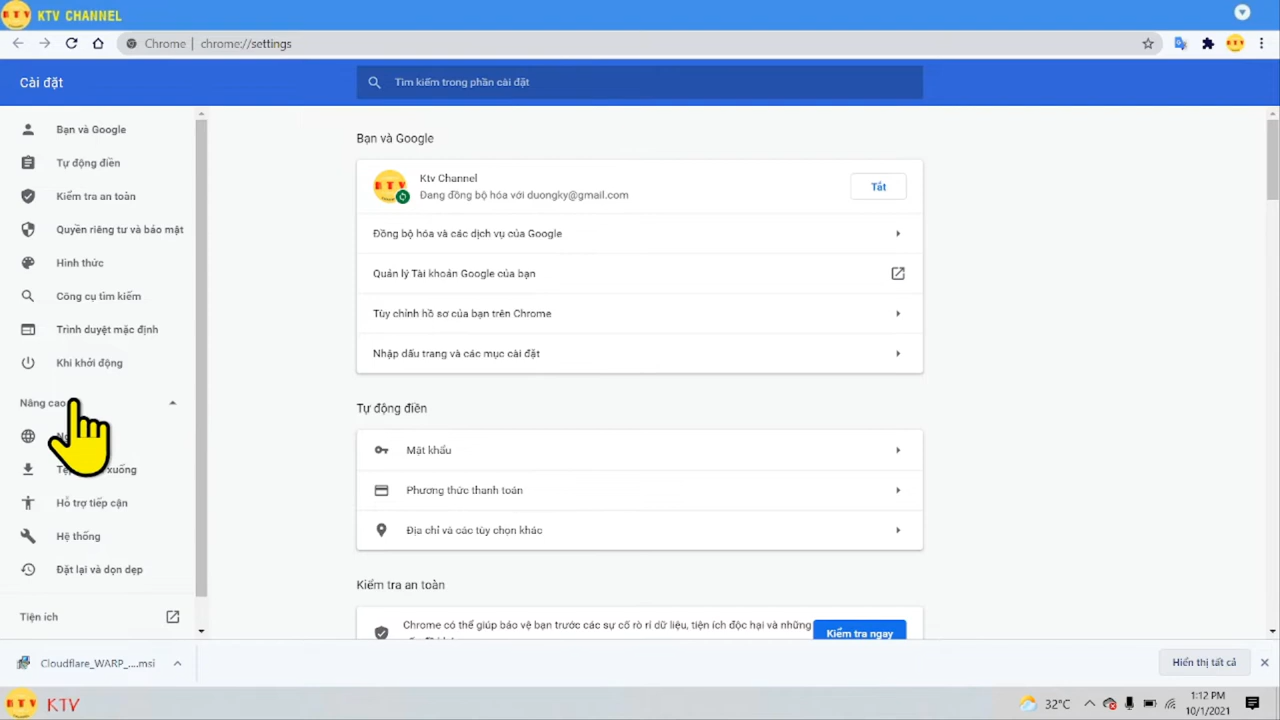 KTV KTV CHANNEL
Chrome | chrome://settings
Cài đặt
Tìm kiếm trong phần cài đặt
Bạn và Google
Tự động điền
Kiểm tra an toàn
Quyền riêng tư và bảo mật
Hình thức
Công cụ tìm kiếm
Trình duyệt mặc định
Khi khởi động
Nâng cao
xuống
Hỗ trợ tiếp cận
Hệ thống
Đặt lại và dọn dẹp
Tiện ích
Bạn và Google
KTV
Ktv Channel
Đang đồng bộ hóa với duongky@gmail.com
Tắt
Đồng bộ hóa và các dịch vụ của Google
Quản lý Tài khoản Google của bạn
Tùy chỉnh hồ sơ của bạn trên Chrome
Nhập dấu trang và các mục cài đặt
Tự động điền
Mật khẩu
Phương thức thanh toán
Địa chỉ và các tùy chọn khác
Kiểm tra an toàn
Chrome có thể giúp bảo vệ bạn trước các sự cố rò rỉ dữ liệu, tiện ích độc hại và những
Kiểm tra ngay
Cloudflare_WARP_....msi
Hiển thị tất cả
KTV KTV
32°C
1:12 PM
10/1/2021